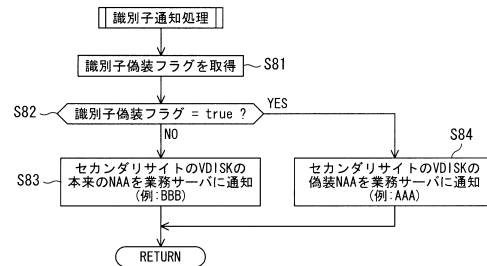 識別子通知処理
識別子偽装フラグを取得
S81
S82
識別子偽装フラグ = true ?
YES
NO
S84
S83
セカンダリサイトのVDISKの
本来のNAAを業務サーバに通知
(例:BBB)
セカンダリサイトのVDISKの
偽装NAAを業務サーバに通知
(例:AAA)
RETURN